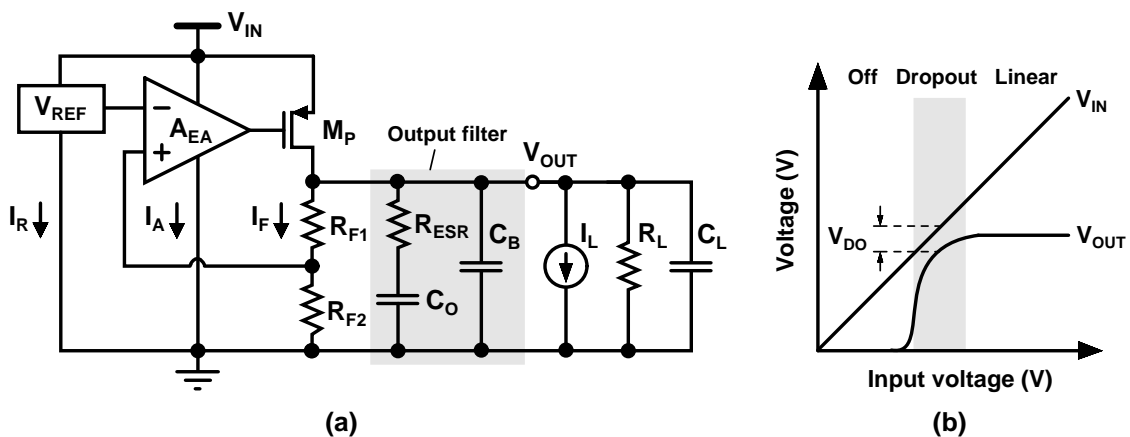 V_IN
V_REF
−
A_EA
+
M_P
Output filter
V_OUT
I_R
I_A
I_F
R_F1
R_ESR
C_B
I_L
R_L
C_L
R_F2
C_O
(a)
Off Dropout Linear
V_IN
Voltage (V)
V_DO
V_OUT
Input voltage (V)
(b)